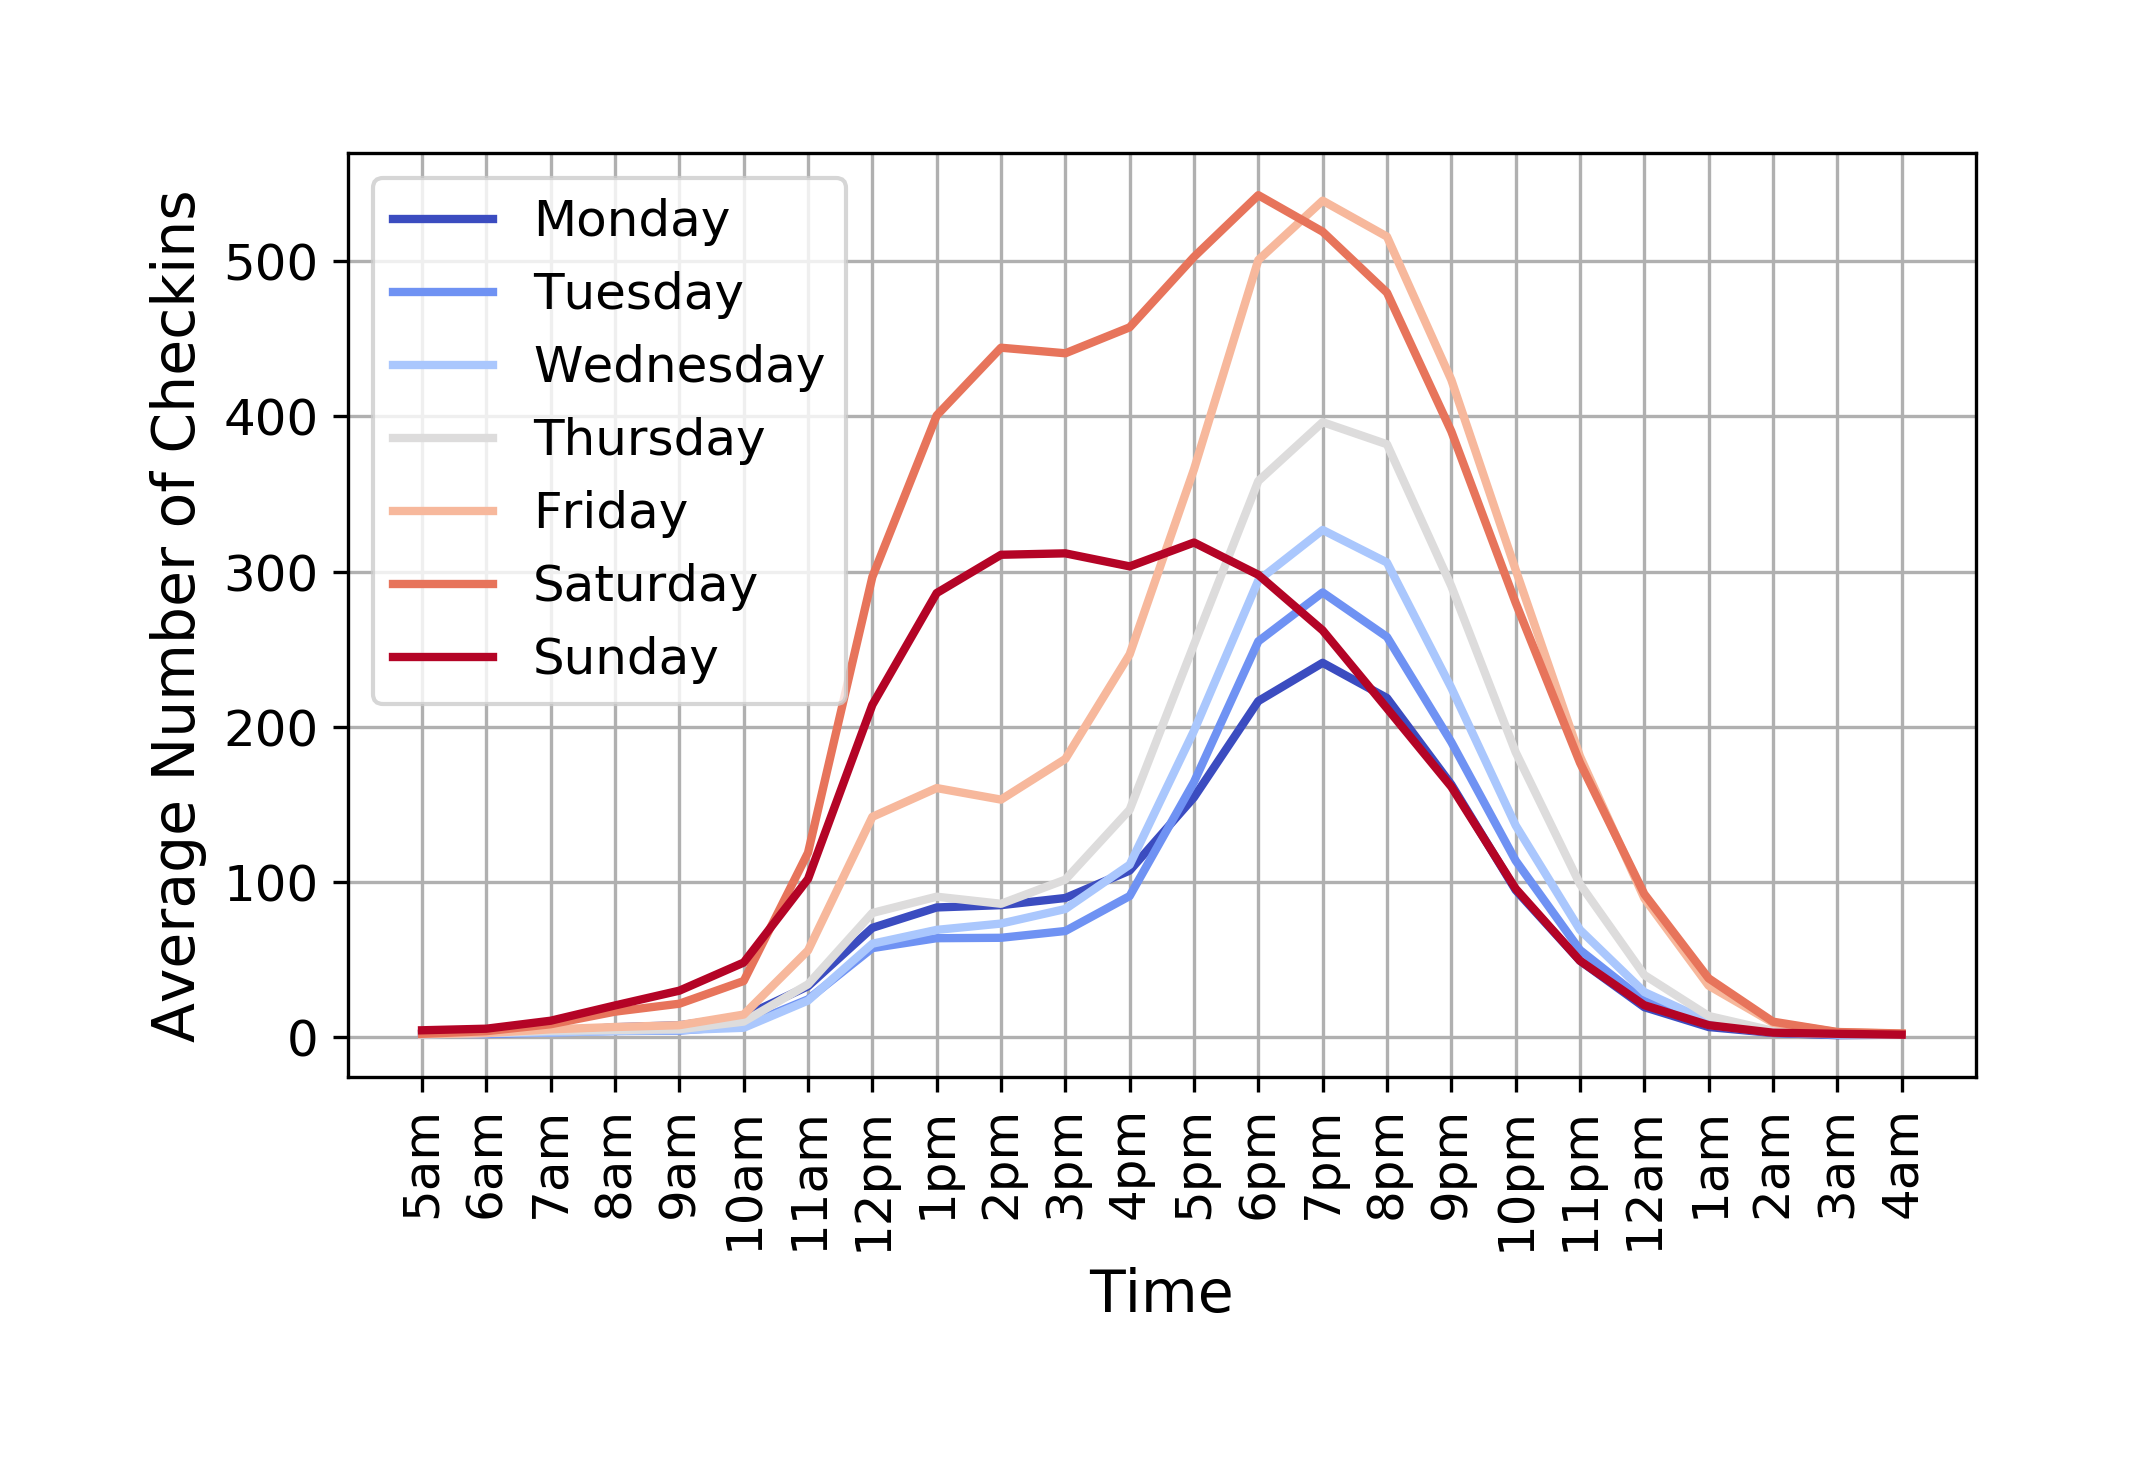 Average Number of Checkins
500
400
300
200
100
0
Monday
Tuesday
Wednesday
Thursday
Friday
Saturday
Sunday
5am
6am
7am
8am
9am
10am
11am
12pm
1pm
2pm
3pm
4pm
5pm
6pm
7pm
8pm
9pm
10pm
11pm
12am
1am
2am
3am
4am
Time